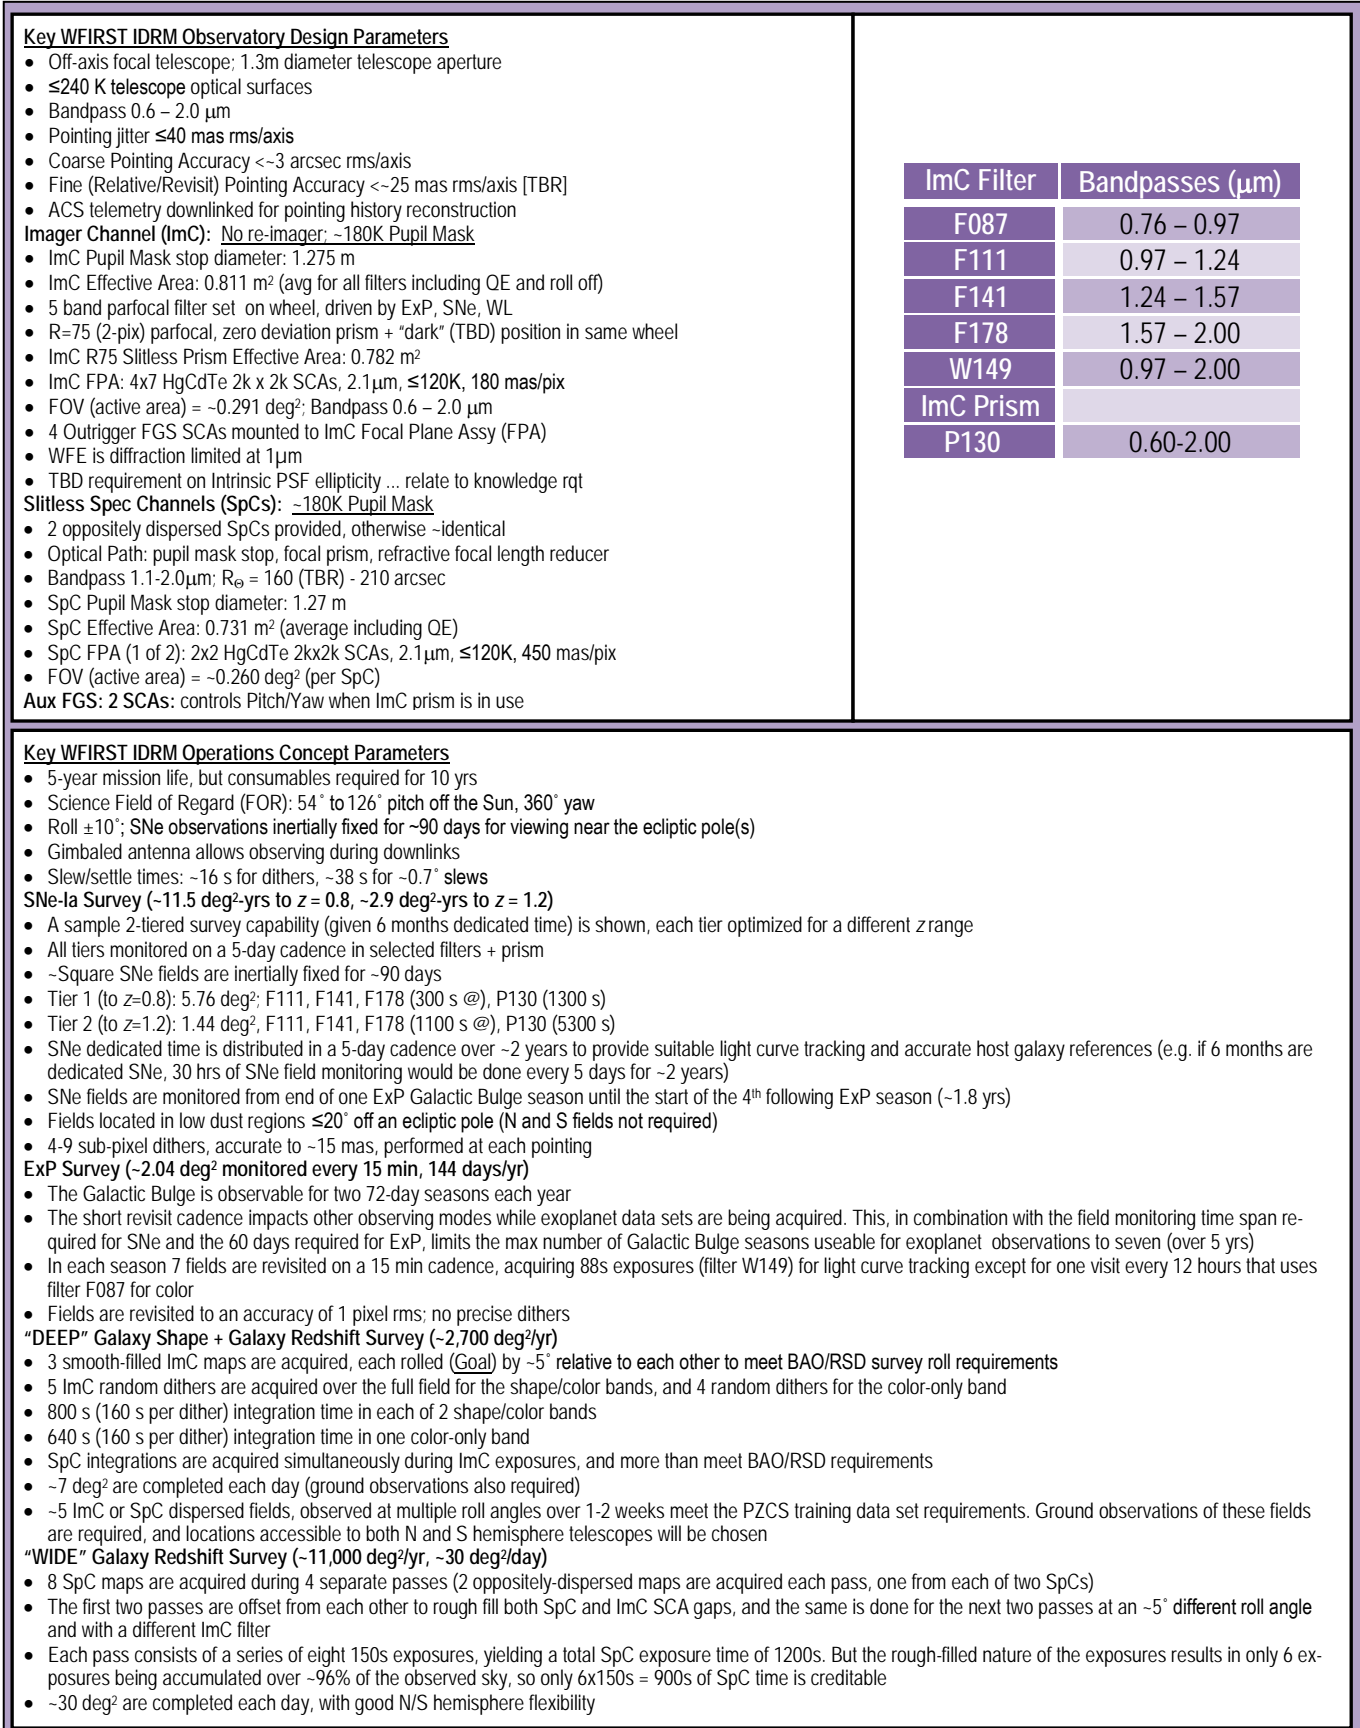 Key WFIRST IDRM Observatory Design Parameters
• Off-axis focal telescope; 1.3m diameter telescope aperture
• ≤240 K telescope optical surfaces
• Bandpass 0.6 – 2.0 µm
• Pointing jitter ≤40 mas rms/axis
• Coarse Pointing Accuracy <~3 arcsec rms/axis
• Fine (Relative/Revisit) Pointing Accuracy <~25 mas rms/axis [TBR]
• ACS telemetry downlinked for pointing history reconstruction
Imager Channel (ImC): No re-imager; ~180K Pupil Mask
• ImC Pupil Mask stop diameter: 1.275 m
• ImC Effective Area: 0.811 m² (avg for all filters including QE and roll off)
• 5 band parfocal filter set on wheel, driven by ExP, SNe, WL
• R=75 (2-pix) parfocal, zero deviation prism + "dark" (TBD) position in same wheel
• ImC R75 Slitless Prism Effective Area: 0.782 m²
• ImC FPA: 4x7 HgCdTe 2k x 2k SCAs, 2.1µm, ≤120K, 180 mas/pix
• FOV (active area) = ~0.291 deg²; Bandpass 0.6 – 2.0 µm
• 4 Outrigger FGS SCAs mounted to ImC Focal Plane Assy (FPA)
• WFE is diffraction limited at 1µm
• TBD requirement on Intrinsic PSF ellipticity ... relate to knowledge rqt
Slitless Spec Channels (SpCs): ~180K Pupil Mask
• 2 oppositely dispersed SpCs provided, otherwise ~identical
• Optical Path: pupil mask stop, focal prism, refractive focal length reducer
• Bandpass 1.1-2.0µm; RΘ = 160 (TBR) - 210 arcsec
• SpC Pupil Mask stop diameter: 1.27 m
• SpC Effective Area: 0.731 m² (average including QE)
• SpC FPA (1 of 2): 2x2 HgCdTe 2kx2k SCAs, 2.1µm, ≤120K, 450 mas/pix
• FOV (active area) = ~0.260 deg² (per SpC)
Aux FGS: 2 SCAs: controls Pitch/Yaw when ImC prism is in use
ImC Filter Bandpasses (µm)
F087 0.76 – 0.97
F111 0.97 – 1.24
F141 1.24 – 1.57
F178 1.57 – 2.00
W149 0.97 – 2.00
ImC Prism
P130 0.60-2.00
Key WFIRST IDRM Operations Concept Parameters
• 5-year mission life, but consumables required for 10 yrs
• Science Field of Regard (FOR): 54˚ to 126˚ pitch off the Sun, 360˚ yaw
• Roll ±10˚; SNe observations inertially fixed for ~90 days for viewing near the ecliptic pole(s)
• Gimbaled antenna allows observing during downlinks
• Slew/settle times: ~16 s for dithers, ~38 s for ~0.7˚ slews
SNe-Ia Survey (~11.5 deg²-yrs to z = 0.8, ~2.9 deg²-yrs to z = 1.2)
• A sample 2-tiered survey capability (given 6 months dedicated time) is shown, each tier optimized for a different z range
• All tiers monitored on a 5-day cadence in selected filters + prism
• ~Square SNe fields are inertially fixed for ~90 days
• Tier 1 (to z=0.8): 5.76 deg²; F111, F141, F178 (300 s @), P130 (1300 s)
• Tier 2 (to z=1.2): 1.44 deg², F111, F141, F178 (1100 s @), P130 (5300 s)
• SNe dedicated time is distributed in a 5-day cadence over ~2 years to provide suitable light curve tracking and accurate host galaxy references (e.g. if 6 months are
dedicated SNe, 30 hrs of SNe field monitoring would be done every 5 days for ~2 years)
• SNe fields are monitored from end of one ExP Galactic Bulge season until the start of the 4th following ExP season (~1.8 yrs)
• Fields located in low dust regions ≤20˚ off an ecliptic pole (N and S fields not required)
• 4-9 sub-pixel dithers, accurate to ~15 mas, performed at each pointing
ExP Survey (~2.04 deg² monitored every 15 min, 144 days/yr)
• The Galactic Bulge is observable for two 72-day seasons each year
• The short revisit cadence impacts other observing modes while exoplanet data sets are being acquired. This, in combination with the field monitoring time span re-
quired for SNe and the 60 days required for ExP, limits the max number of Galactic Bulge seasons useable for exoplanet observations to seven (over 5 yrs)
• In each season 7 fields are revisited on a 15 min cadence, acquiring 88s exposures (filter W149) for light curve tracking except for one visit every 12 hours that uses
filter F087 for color
• Fields are revisited to an accuracy of 1 pixel rms; no precise dithers
"DEEP" Galaxy Shape + Galaxy Redshift Survey (~2,700 deg²/yr)
• 3 smooth-filled ImC maps are acquired, each rolled (Goal) by ~5˚ relative to each other to meet BAO/RSD survey roll requirements
• 5 ImC random dithers are acquired over the full field for the shape/color bands, and 4 random dithers for the color-only band
• 800 s (160 s per dither) integration time in each of 2 shape/color bands
• 640 s (160 s per dither) integration time in one color-only band
• SpC integrations are acquired simultaneously during ImC exposures, and more than meet BAO/RSD requirements
• ~7 deg² are completed each day (ground observations also required)
• ~5 ImC or SpC dispersed fields, observed at multiple roll angles over 1-2 weeks meet the PZCS training data set requirements. Ground observations of these fields
are required, and locations accessible to both N and S hemisphere telescopes will be chosen
"WIDE" Galaxy Redshift Survey (~11,000 deg²/yr, ~30 deg²/day)
• 8 SpC maps are acquired during 4 separate passes (2 oppositely-dispersed maps are acquired each pass, one from each of two SpCs)
• The first two passes are offset from each other to rough fill both SpC and ImC SCA gaps, and the same is done for the next two passes at an ~5˚ different roll angle
and with a different ImC filter
• Each pass consists of a series of eight 150s exposures, yielding a total SpC exposure time of 1200s. But the rough-filled nature of the exposures results in only 6 ex-
posures being accumulated over ~96% of the observed sky, so only 6x150s = 900s of SpC time is creditable
• ~30 deg² are completed each day, with good N/S hemisphere flexibility